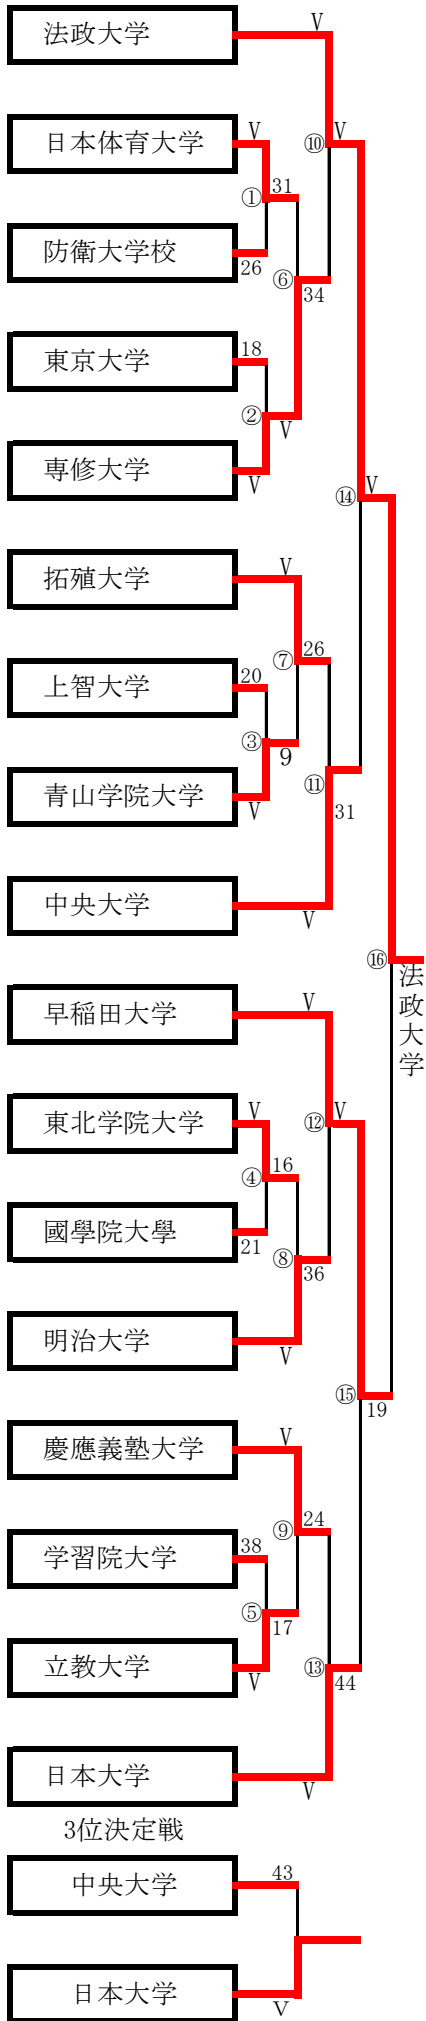 法政大学
V
日本体育大学
V
⑩
V
①
31
防衛大学校
26
⑥
34
東京大学
18
②
V
専修大学
V
⑭
V
拓殖大学
V
⑦
26
上智大学
20
③
9
⑪
青山学院大学
V
31
中央大学
V
⑯
法政大学
早稲田大学
V
東北学院大学
V
⑫
V
④
16
國學院大學
21
⑧
36
明治大学
V
⑮
19
慶應義塾大学
V
⑨
24
学習院大学
38
⑤
17
立教大学
V
⑬
44
日本大学
V
3位決定戦
中央大学
43
日本大学
V